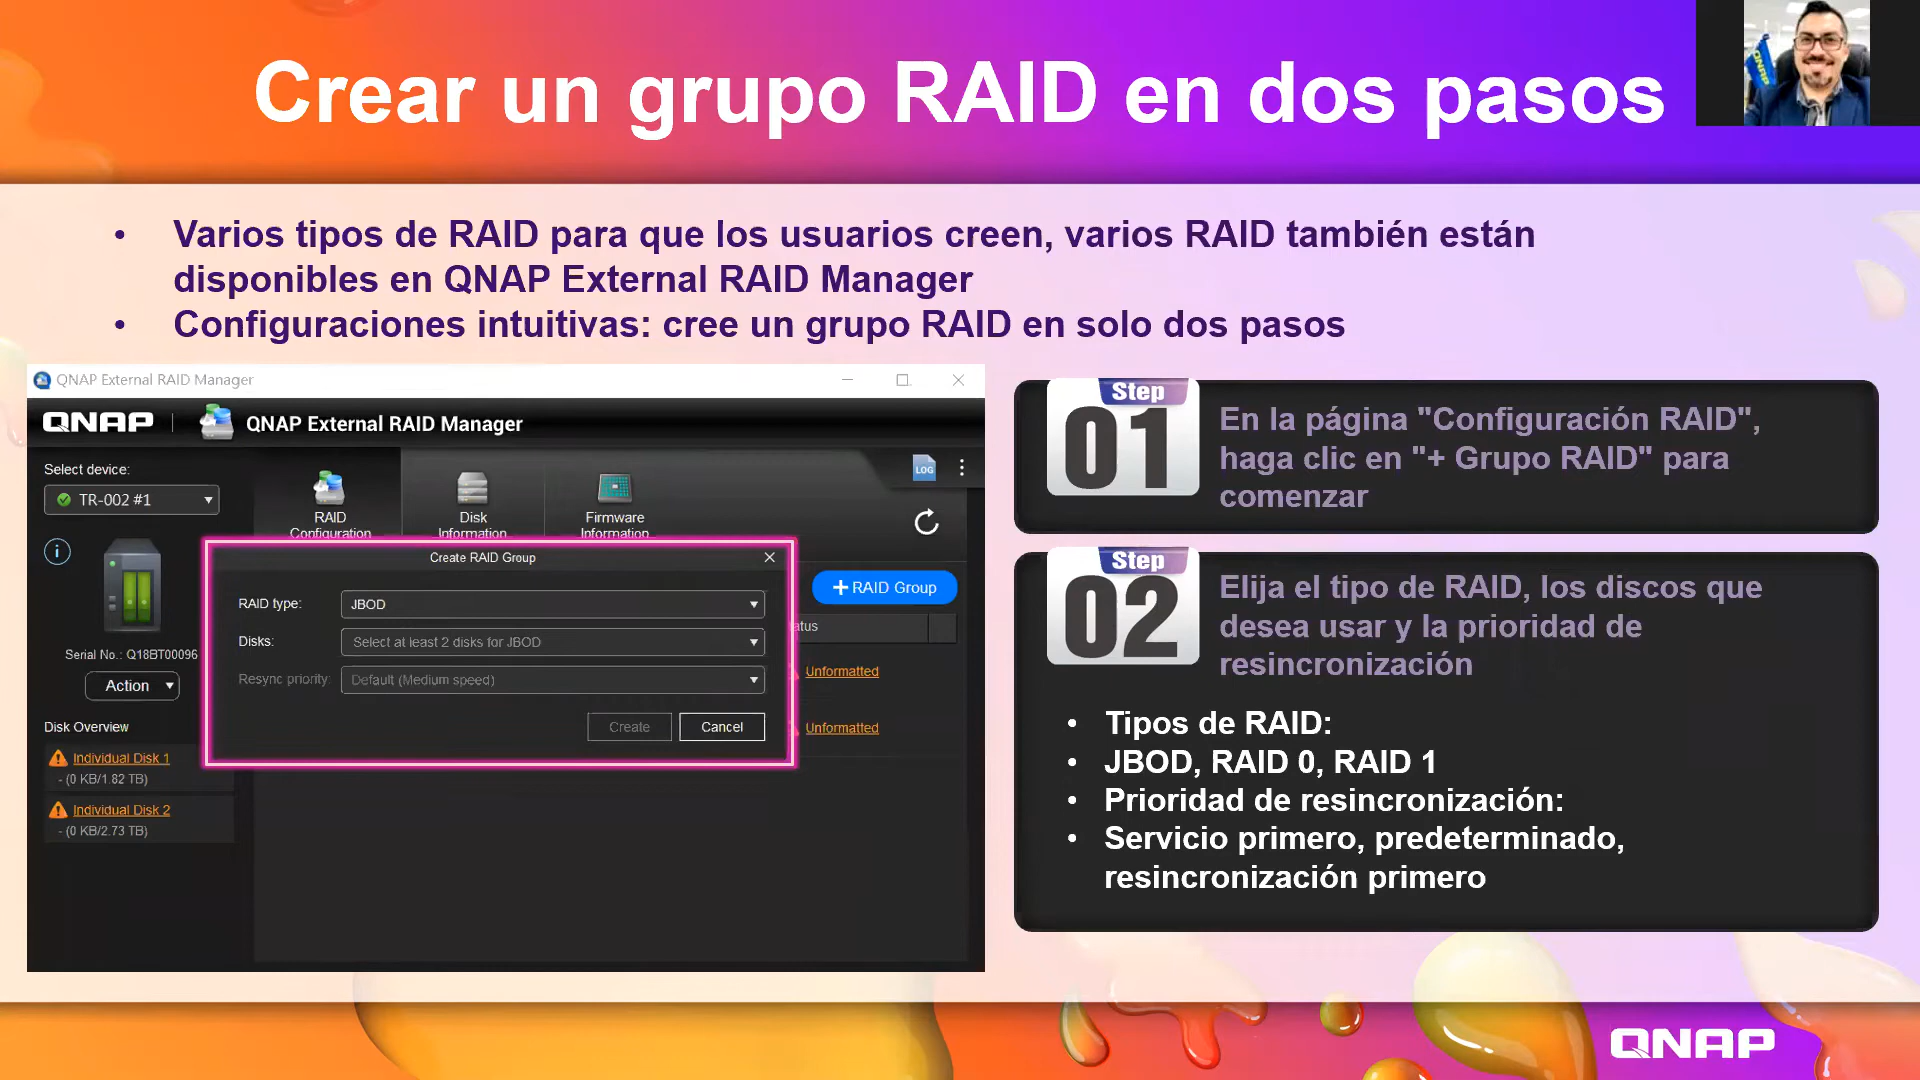 Crear un grupo RAID en dos pasos
QNAP
• Varios tipos de RAID para que los usuarios creen, varios RAID también están
disponibles en QNAP External RAID Manager
• Configuraciones intuitivas: cree un grupo RAID en solo dos pasos
QNAP External RAID Manager
QNAP
QNAP External RAID Manager
Select device:
TR-002 #1
LOG
RAID
Configuration
Disk
Information
Firmware
Information
i
Serial No.: Q18BT00096
Action
Disk Overview
Individual Disk 1
- (0 KB/1.82 TB)
Individual Disk 2
- (0 KB/2.73 TB)
Create RAID Group
RAID type:
JBOD
Disks:
Select at least 2 disks for JBOD
Resync priority:
Default (Medium speed)
Create
Cancel
+ RAID Group
atus
Unformatted
Unformatted
Step
01
En la página "Configuración RAID",
haga clic en "+ Grupo RAID" para
comenzar
Step
02
Elija el tipo de RAID, los discos que
desea usar y la prioridad de
resincronización
• Tipos de RAID:
• JBOD, RAID 0, RAID 1
• Prioridad de resincronización:
• Servicio primero, predeterminado,
resincronización primero
QNAP